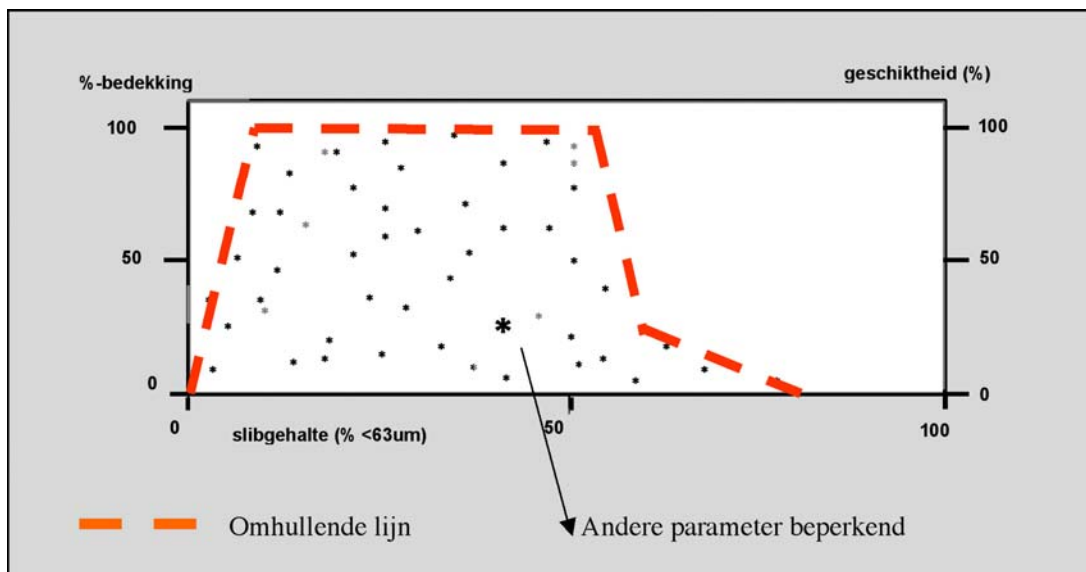 %-bedekking
geschiktheid (%)
100
100
50
50
0
0
0
50
100
slibgehalte (% <63um)
Omhullende lijn
Andere parameter beperkend